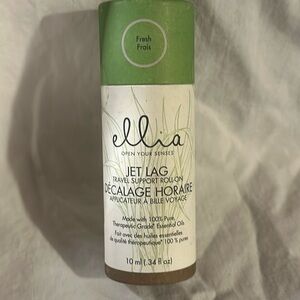 Fresh
Frais
ellia
OPEN YOUR SENSES
JET LAG
TRAVEL SUPPORT ROLL-ON
DÉCALAGE HORAIRE
APPLICATEUR À BILLE VOYAGE
Made with 100% Pure,
Therapeutic Grade* Essential Oils
Fait avec des huiles essentielles
de qualité thérapeutique* 100 % pures
10 ml (.34 fl oz)